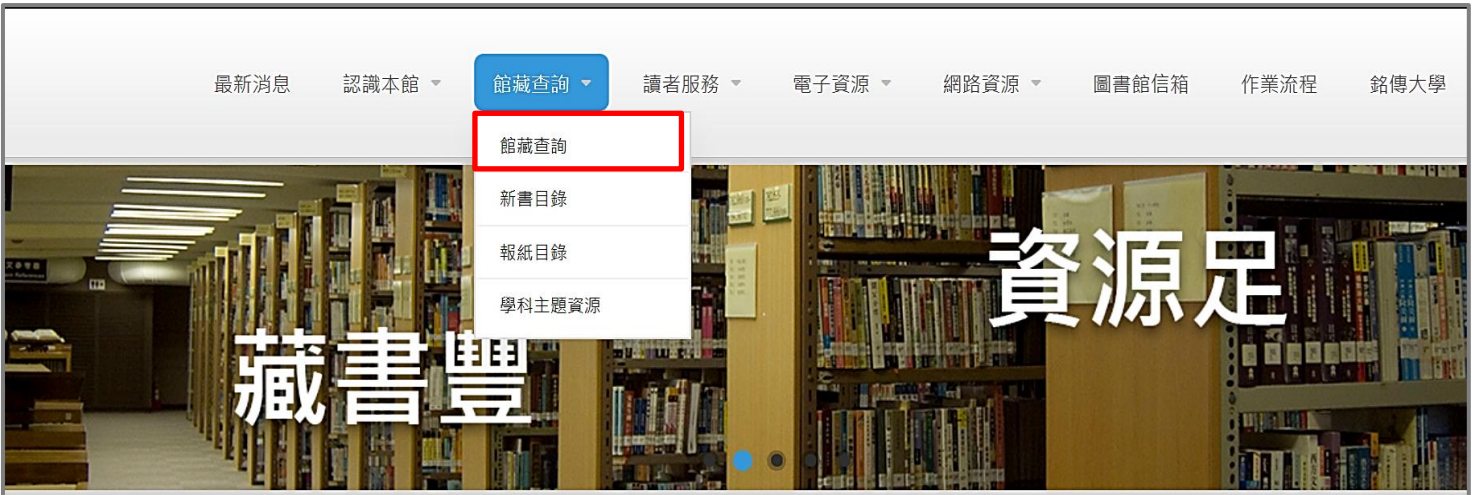 最新消息 認識本館 館藏查詢 讀者服務 電子資源 網路資源 圖書館信箱 作業流程 銘傳大學
館藏查詢
新書目錄
報紙目錄
學科主題資源
資源足
藏書豐